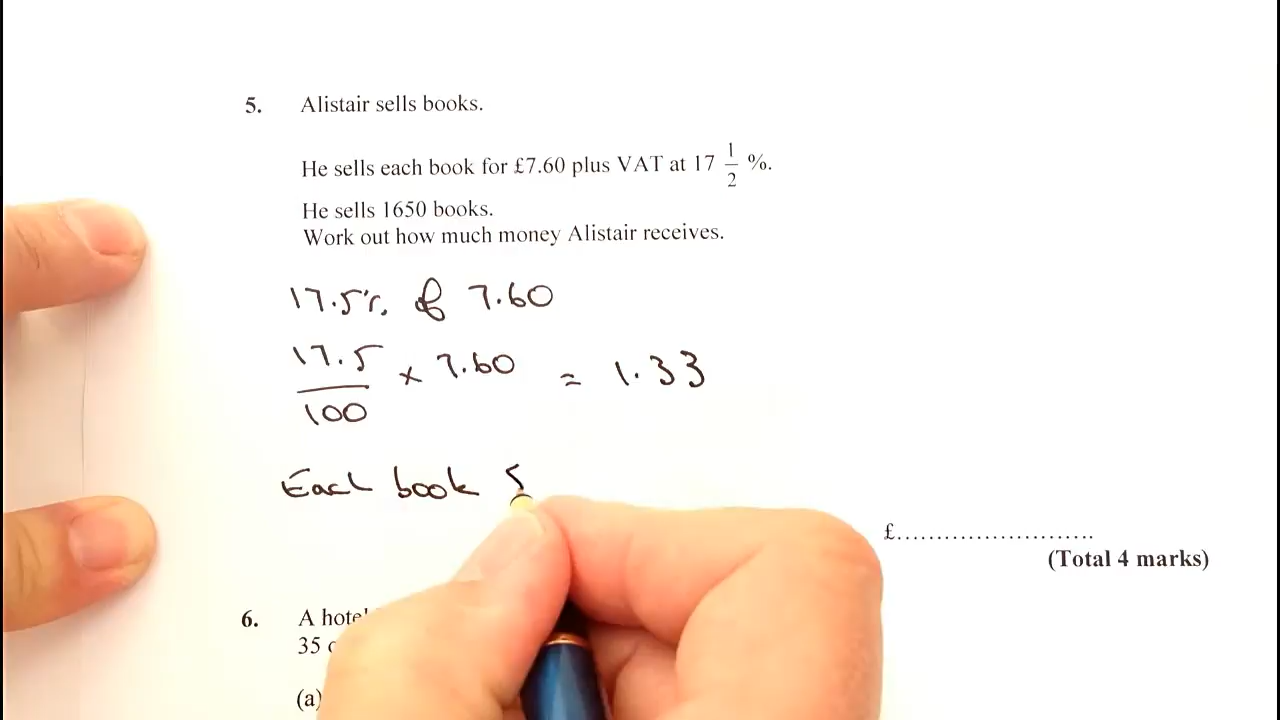 5. Alistair sells books.
He sells each book for £7.60 plus VAT at 17 1/2 %.
He sells 1650 books.
Work out how much money Alistair receives.
17.5% of 7.60
17.5/100 × 7.60 = 1.33
Each book s
£..........................
(Total 4 marks)
6. A hotel
35
(a)